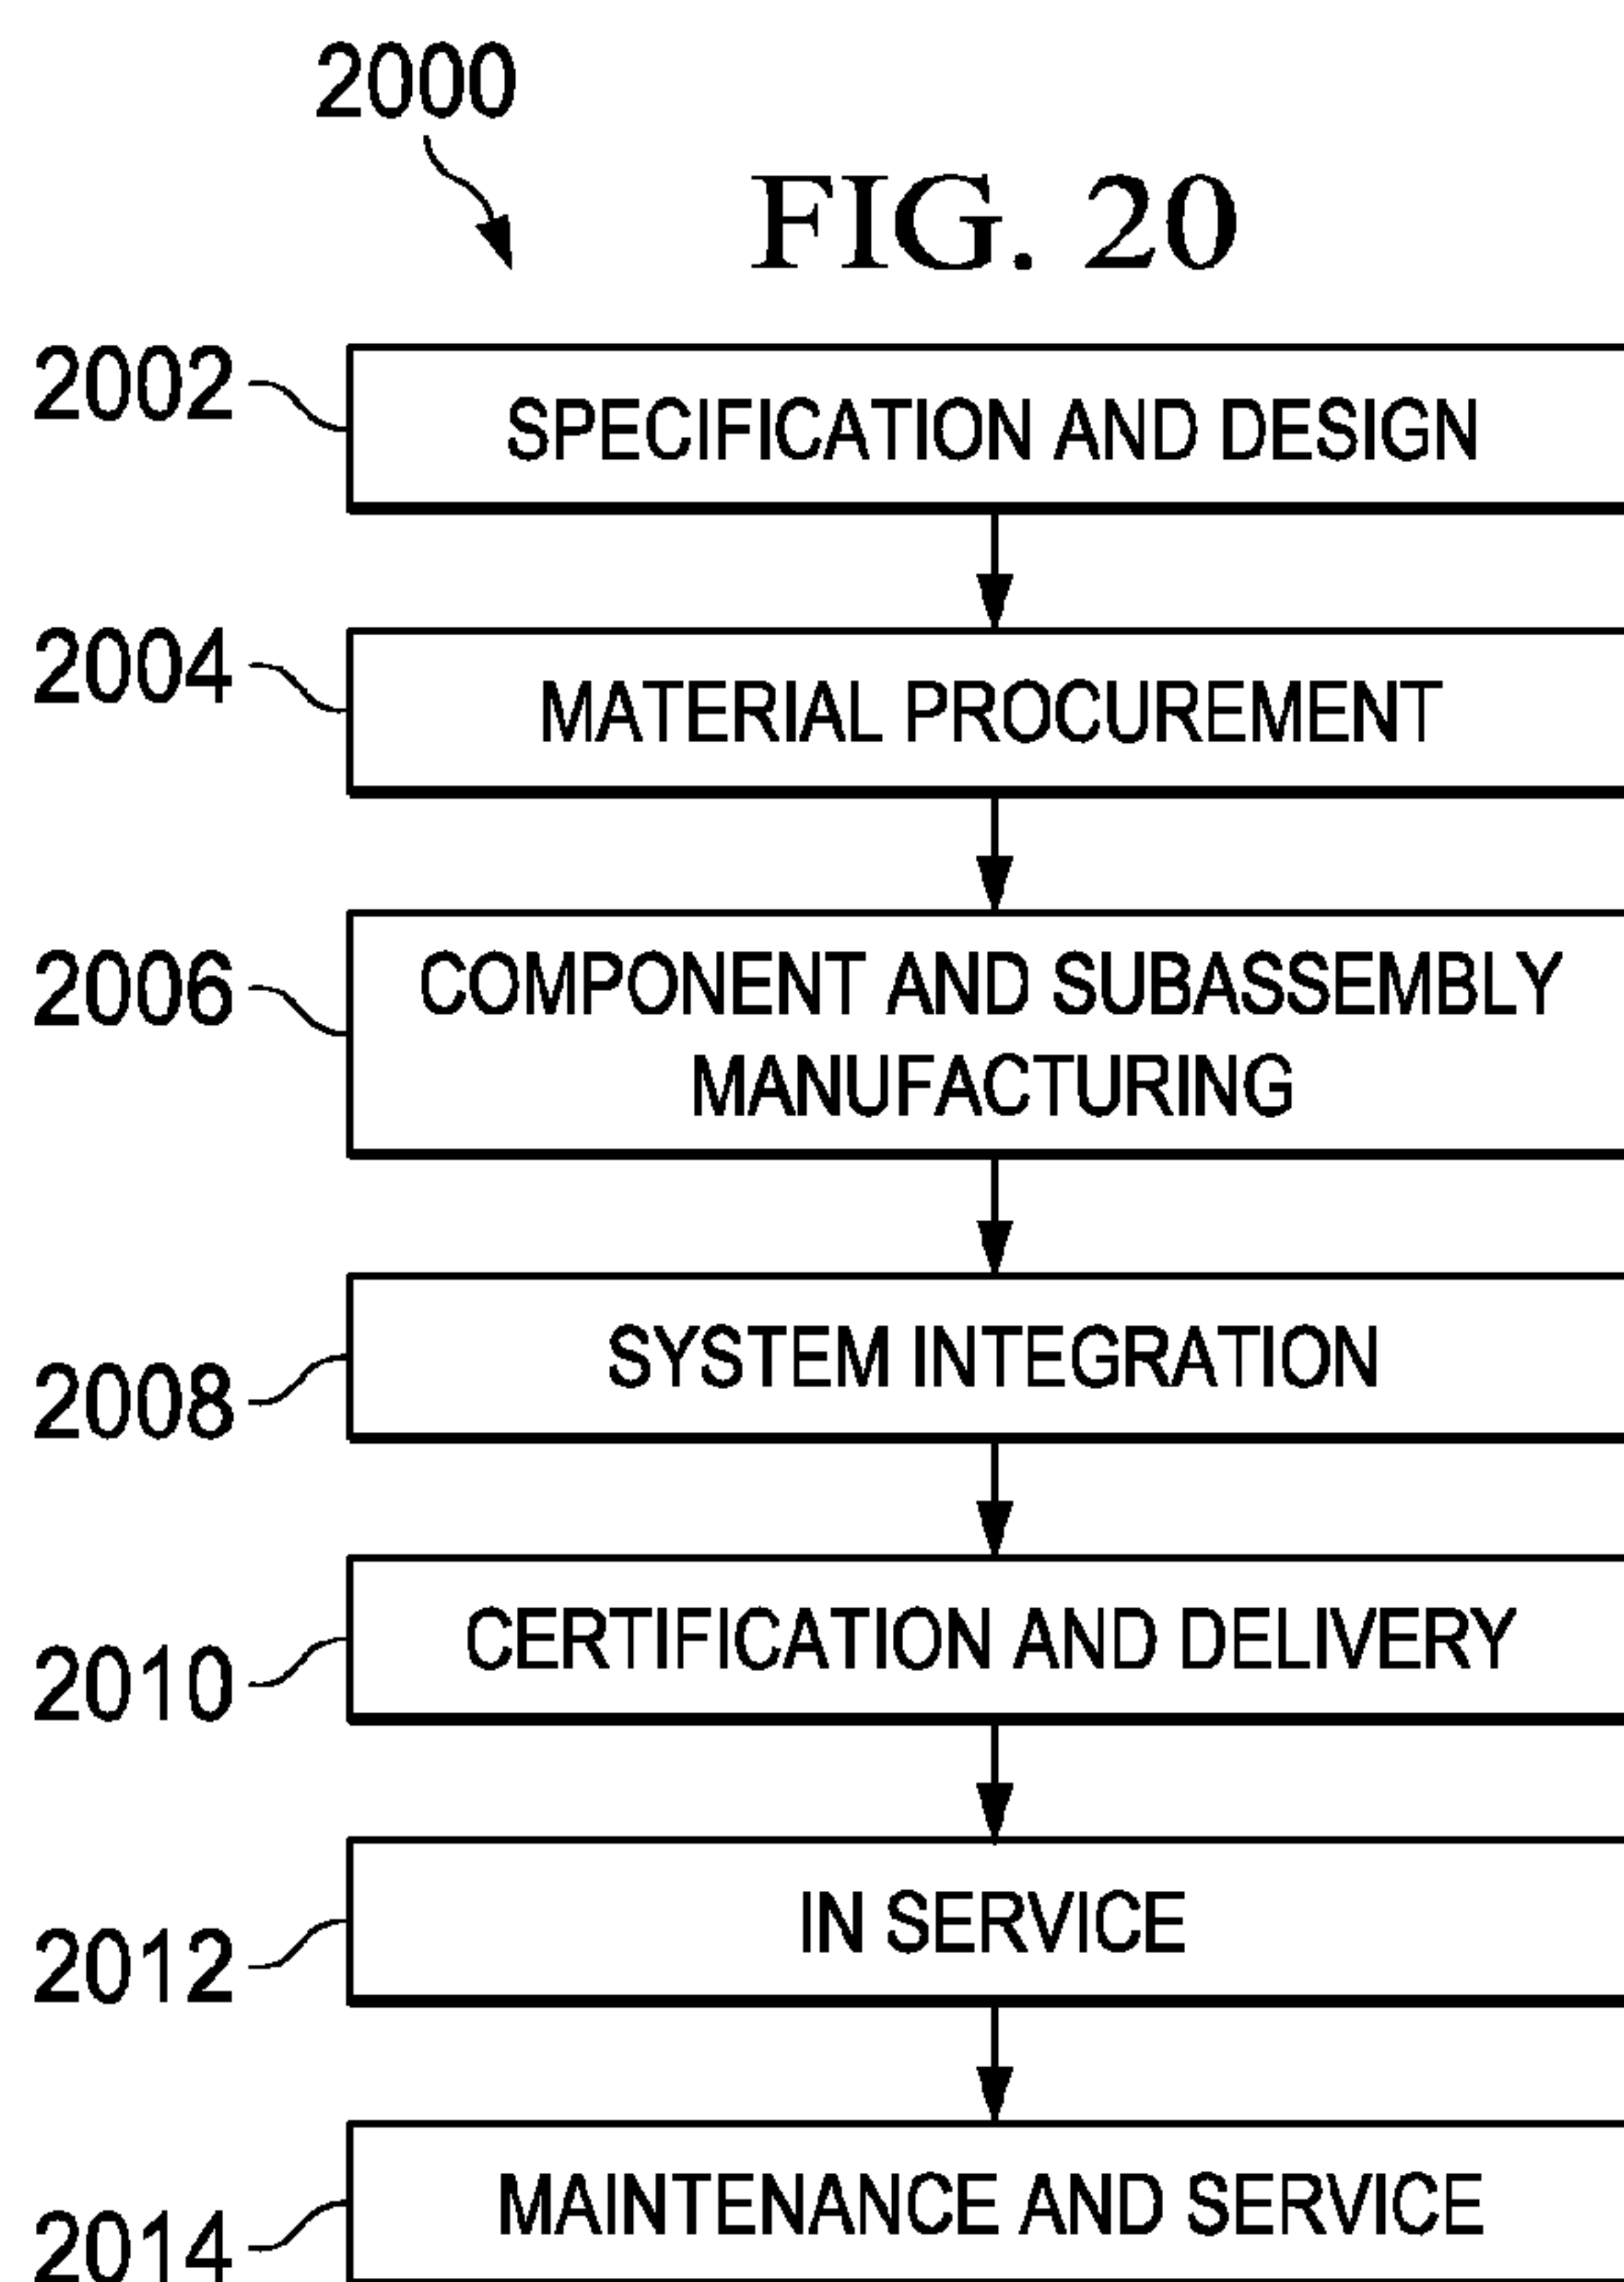 2000
FIG. 20
2002
SPECIFICATION AND DESIGN
2004
MATERIAL PROCUREMENT
2006
COMPONENT AND SUBASSEMBLY
MANUFACTURING
2008
SYSTEM INTEGRATION
2010
CERTIFICATION AND DELIVERY
2012
IN SERVICE
2014
MAINTENANCE AND SERVICE